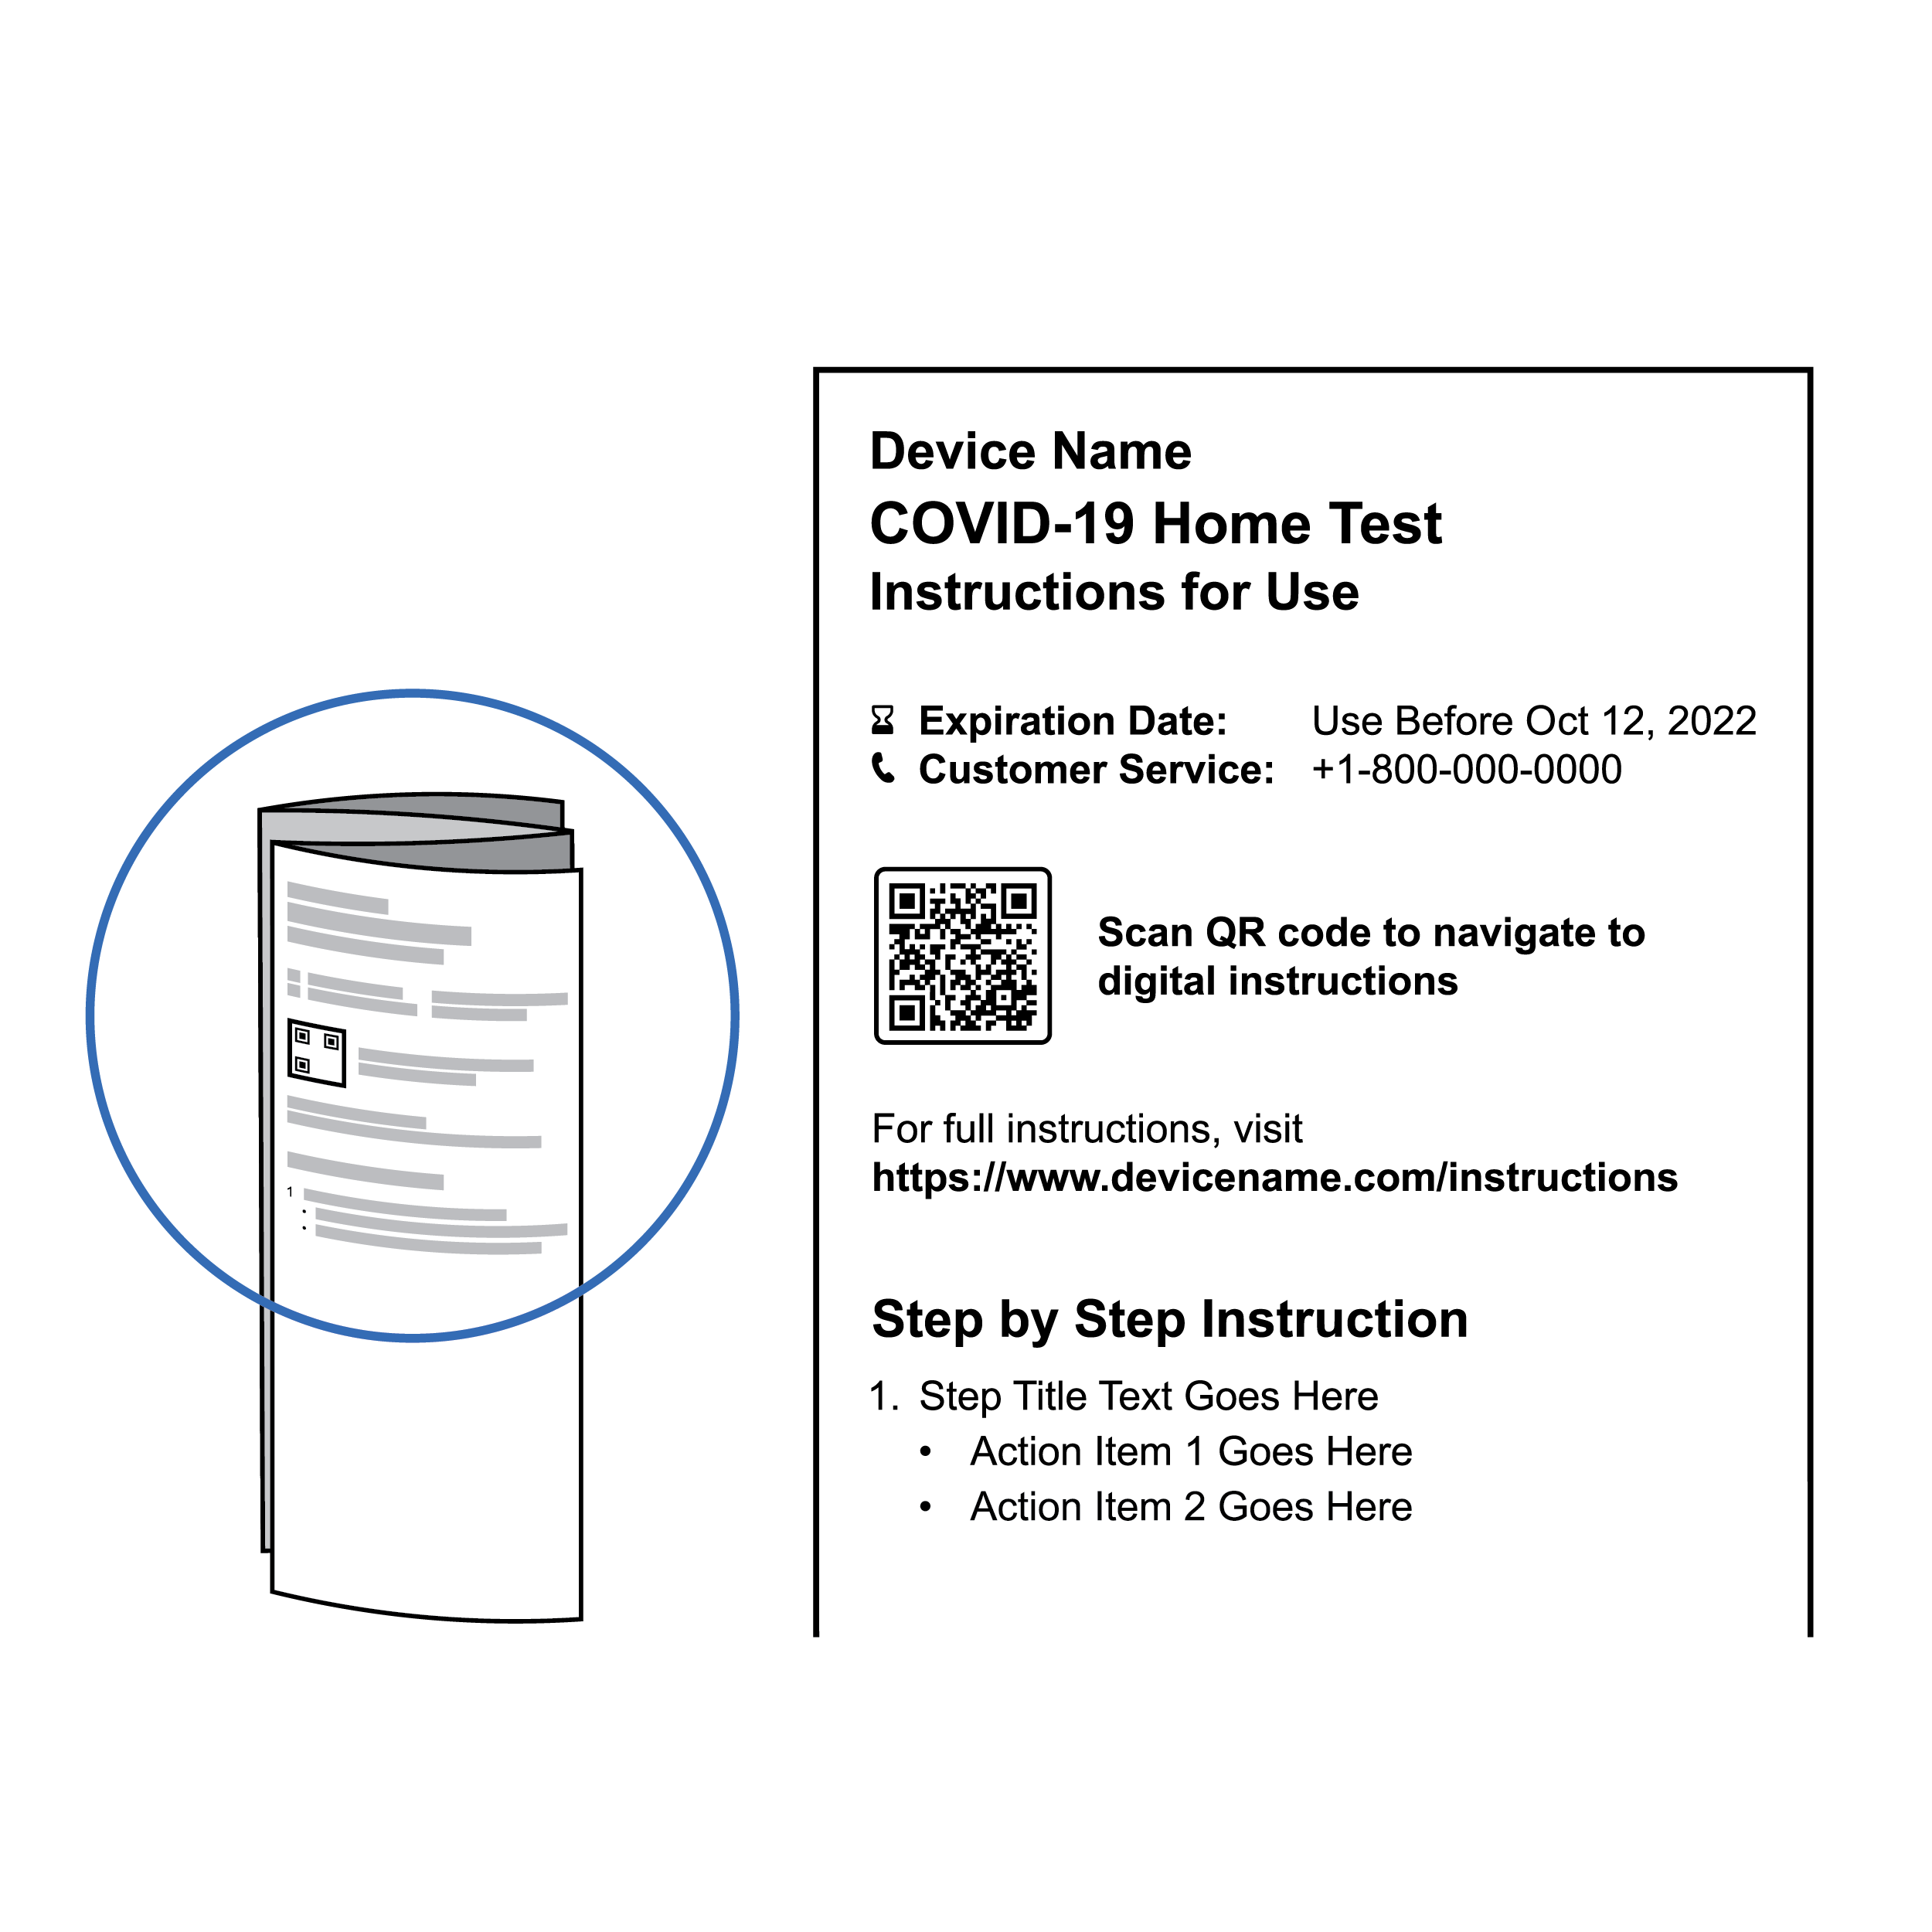 Device Name
COVID-19 Home Test
Instructions for Use
Expiration Date: Use Before Oct 12, 2022
Customer Service: +1-800-000-0000
Scan QR code to navigate to
digital instructions
For full instructions, visit
https://www.devicename.com/instructions
Step by Step Instruction
1. Step Title Text Goes Here
• Action Item 1 Goes Here
• Action Item 2 Goes Here
1